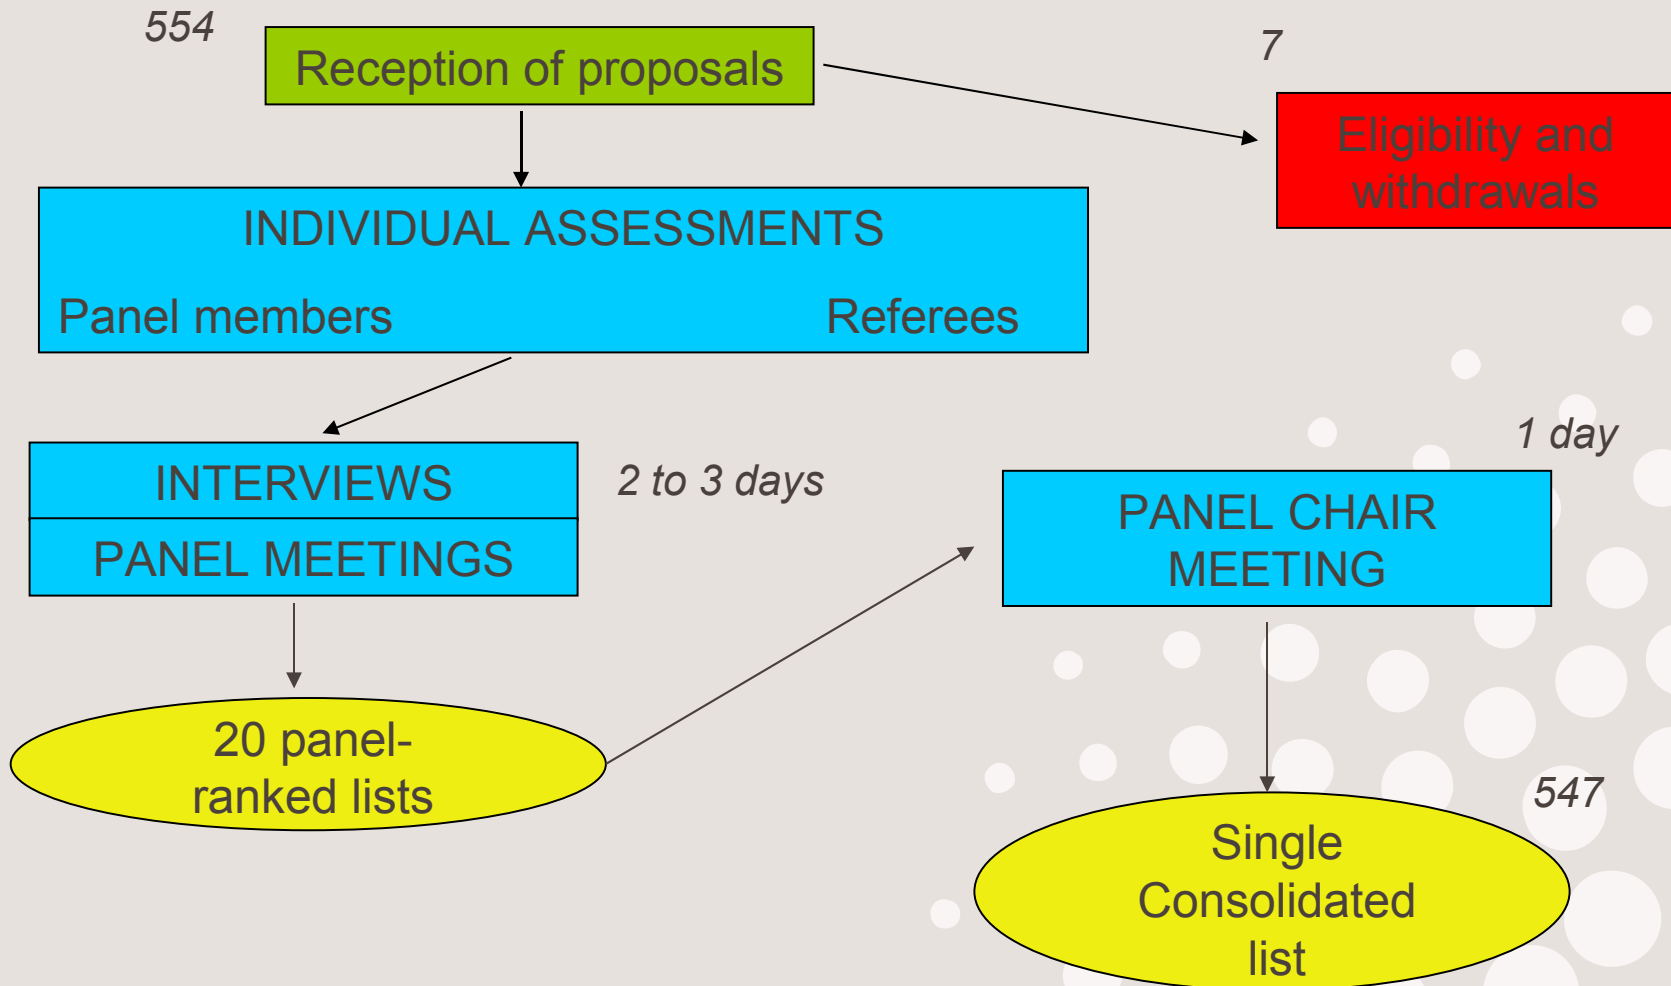 554
Reception of proposals
7
Eligibility and
withdrawals
INDIVIDUAL ASSESSMENTS
Panel members
Referees
INTERVIEWS
2 to 3 days
PANEL MEETINGS
1 day
PANEL CHAIR
MEETING
20 panel-
ranked lists
547
Single
Consolidated
list